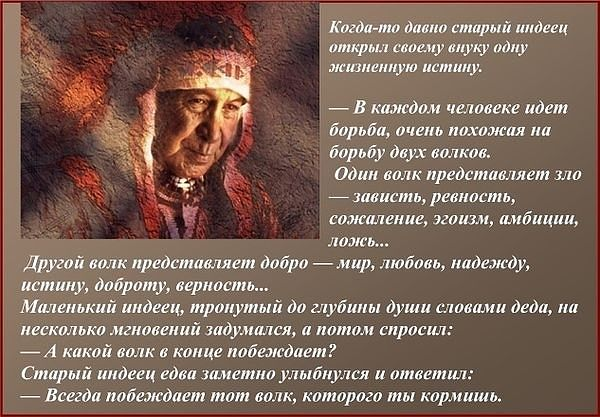 Когда-то давно старый индеец
открыл своему внуку одну
жизненную истину.
— В каждом человеке идет
борьба, очень похожая на
борьбу двух волков.
Один волк представляет зло
— зависть, ревность,
сожаление, эгоизм, амбиции,
ложь...
Другой волк представляет добро — мир, любовь, надежду,
истину, доброту, верность...
Маленький индеец, тронутый до глубины души словами деда, на
несколько мгновений задумался, а потом спросил:
— А какой волк в конце побеждает?
Старый индеец едва заметно улыбнулся и ответил:
— Всегда побеждает тот волк, которого ты кормишь.